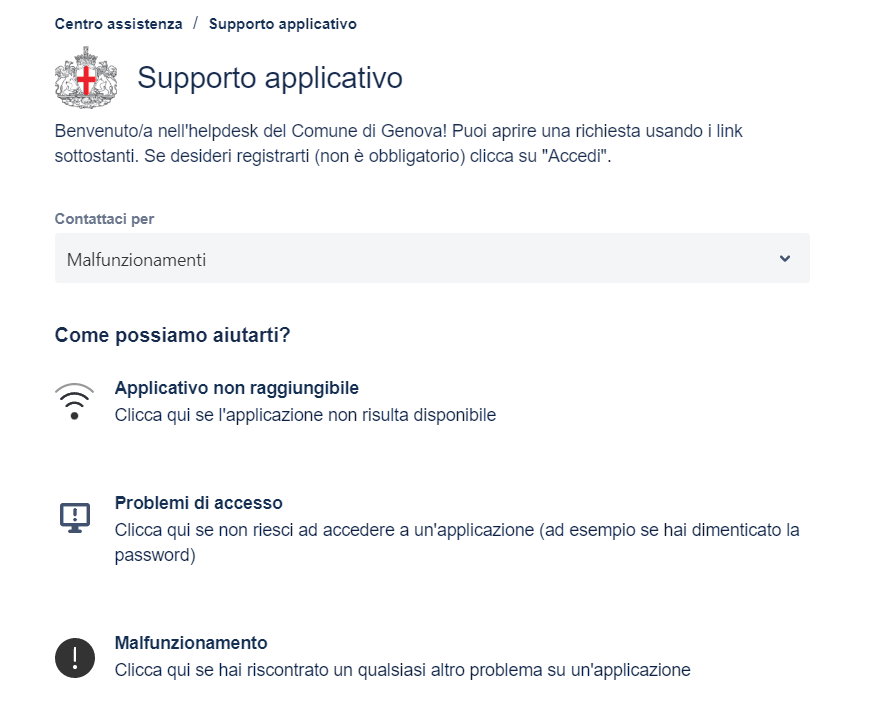 Centro assistenza / Supporto applicativo
Supporto applicativo
Benvenuto/a nell'helpdesk del Comune di Genova! Puoi aprire una richiesta usando i link
sottostanti. Se desideri registrarti (non è obbligatorio) clicca su "Accedi".
Contattaci per
Malfunzionamenti
Come possiamo aiutarti?
Applicativo non raggiungibile
Clicca qui se l'applicazione non risulta disponibile
Problemi di accesso
Clicca qui se non riesci ad accedere a un'applicazione (ad esempio se hai dimenticato la
password)
Malfunzionamento
Clicca qui se hai riscontrato un qualsiasi altro problema su un'applicazione